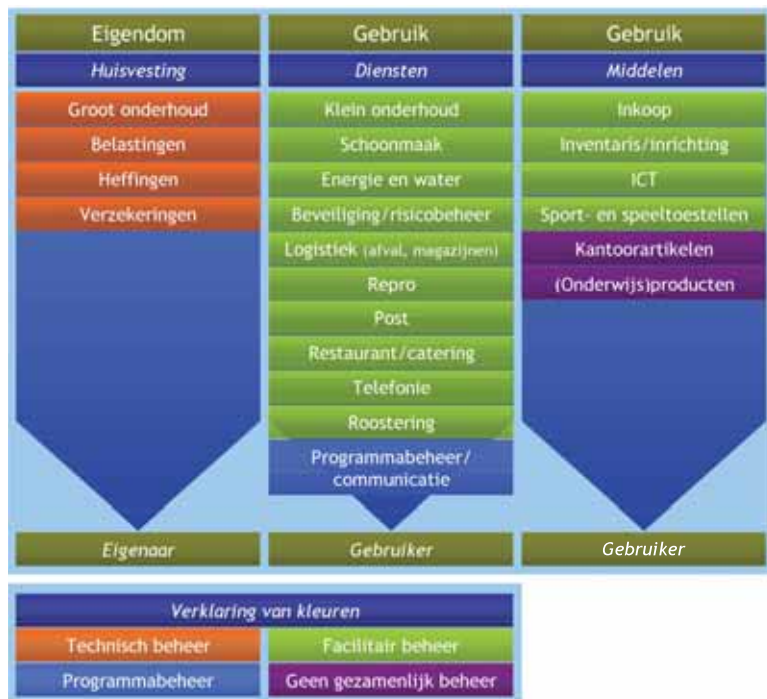 Eigendom
Huisvesting
Groot onderhoud
Belastingen
Heffingen
Verzekeringen
Eigenaar
Gebruik
Diensten
Klein onderhoud
Schoonmaak
Energie en water
Beveiliging/risicobeheer
Logistiek (afval, magazijnen)
Repro
Post
Restaurant/catering
Telefonie
Roostering
Programmabeheer/
communicatie
Gebruiker
Gebruik
Middelen
Inkoop
Inventaris/inrichting
ICT
Sport- en speeltoestellen
Kantoorartikelen
(Onderwijs)producten
Gebruiker
Verklaring van kleuren
Technisch beheer
Facilitair beheer
Programmabeheer
Geen gezamenlijk beheer